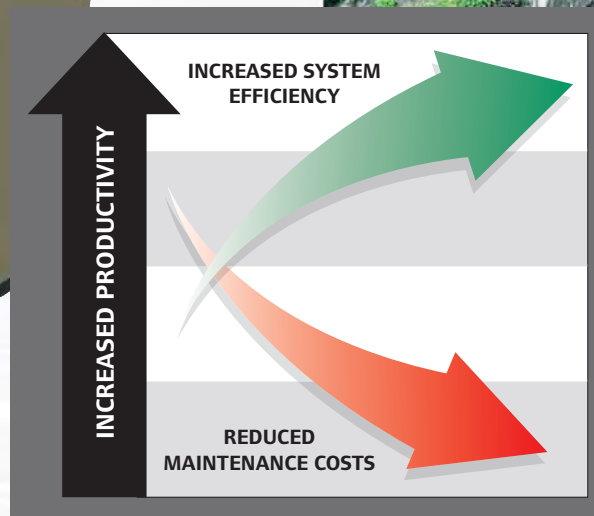 INCREASED SYSTEM
EFFICIENCY
INCREASED PRODUCTIVITY
REDUCED
MAINTENANCE COSTS